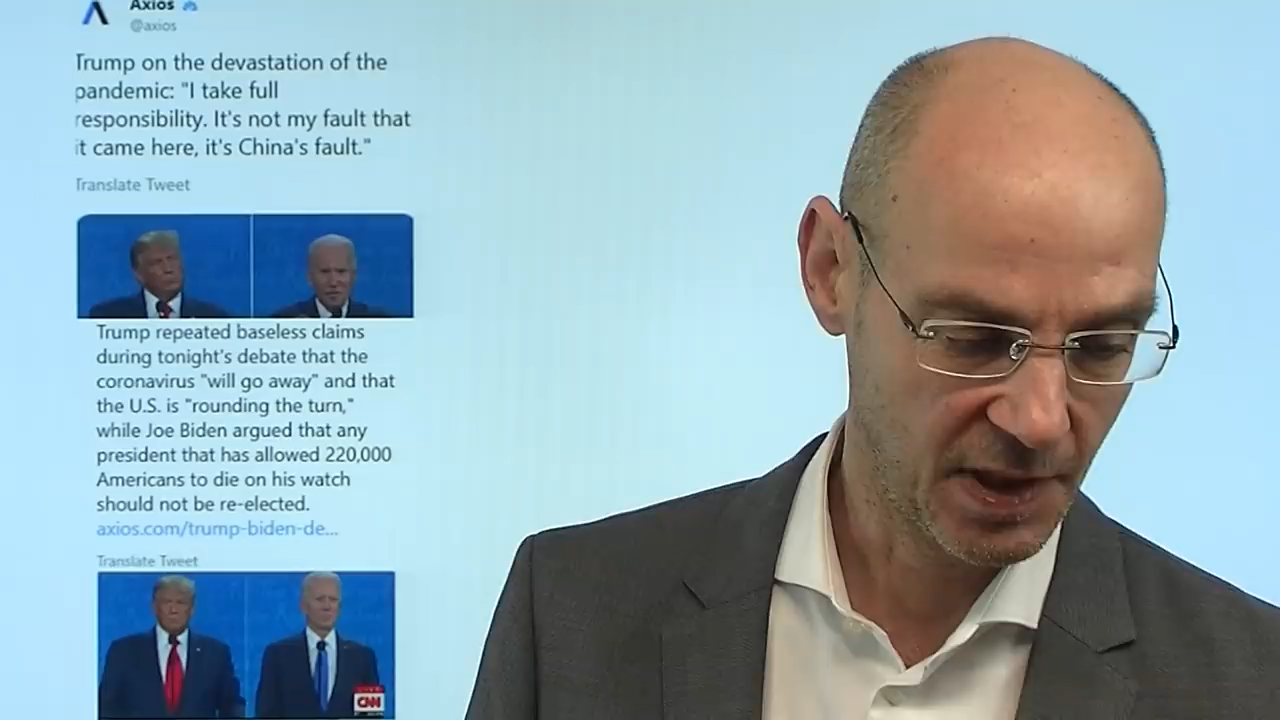 Axios
@axios
Trump on the devastation of the
pandemic: "I take full
responsibility. It's not my fault that
it came here, it's China's fault."
Translate Tweet
Trump repeated baseless claims
during tonight's debate that the
coronavirus "will go away" and that
the U.S. is "rounding the turn,"
while Joe Biden argued that any
president that has allowed 220,000
Americans to die on his watch
should not be re-elected.
axios.com/trump-biden-de...
Translate Tweet
CNN